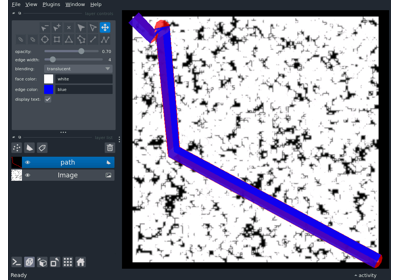 File View Plugins Window Help
opacity: 0.70
edge width: 4
blending: translucent
face color: white
edge color: blue
display text: ✓
path
Image
Ready
activity